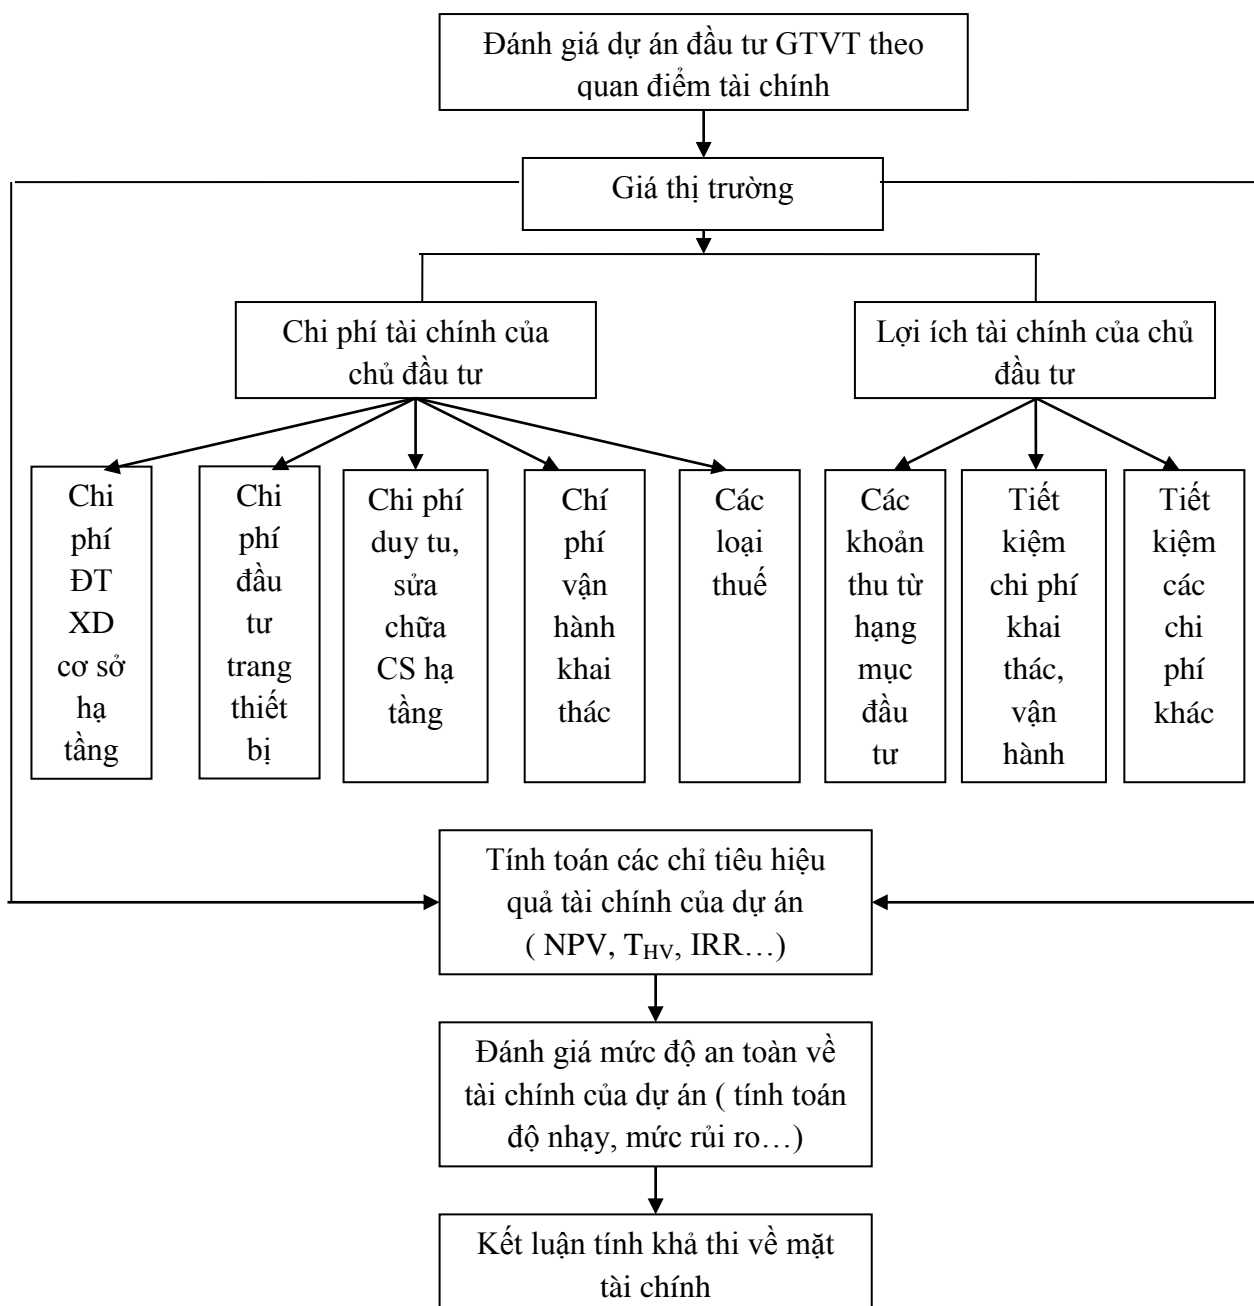 Đánh giá dự án đầu tư GTVT theo
quan điểm tài chính
Giá thị trường
Chi phí tài chính của
chủ đầu tư
Lợi ích tài chính của chủ
đầu tư
Chi
phí
ĐT
XD
cơ sở
hạ
tầng
Chi
phí
đầu
tư
trang
thiết
bị
Chi phí
duy tu,
sửa
chữa
CS hạ
tầng
Chí
phí
vận
hành
khai
thác
Các
loại
thuế
Các
khoản
thu từ
hạng
mục
đầu
tư
Tiết
kiệm
chi phí
khai
thác,
vận
hành
Tiết
kiệm
các
chi
phí
khác
Tính toán các chỉ tiêu hiệu
quả tài chính của dự án
( NPV, THV, IRR…)
Đánh giá mức độ an toàn về
tài chính của dự án ( tính toán
độ nhạy, mức rủi ro…)
Kết luận tính khả thi về mặt
tài chính